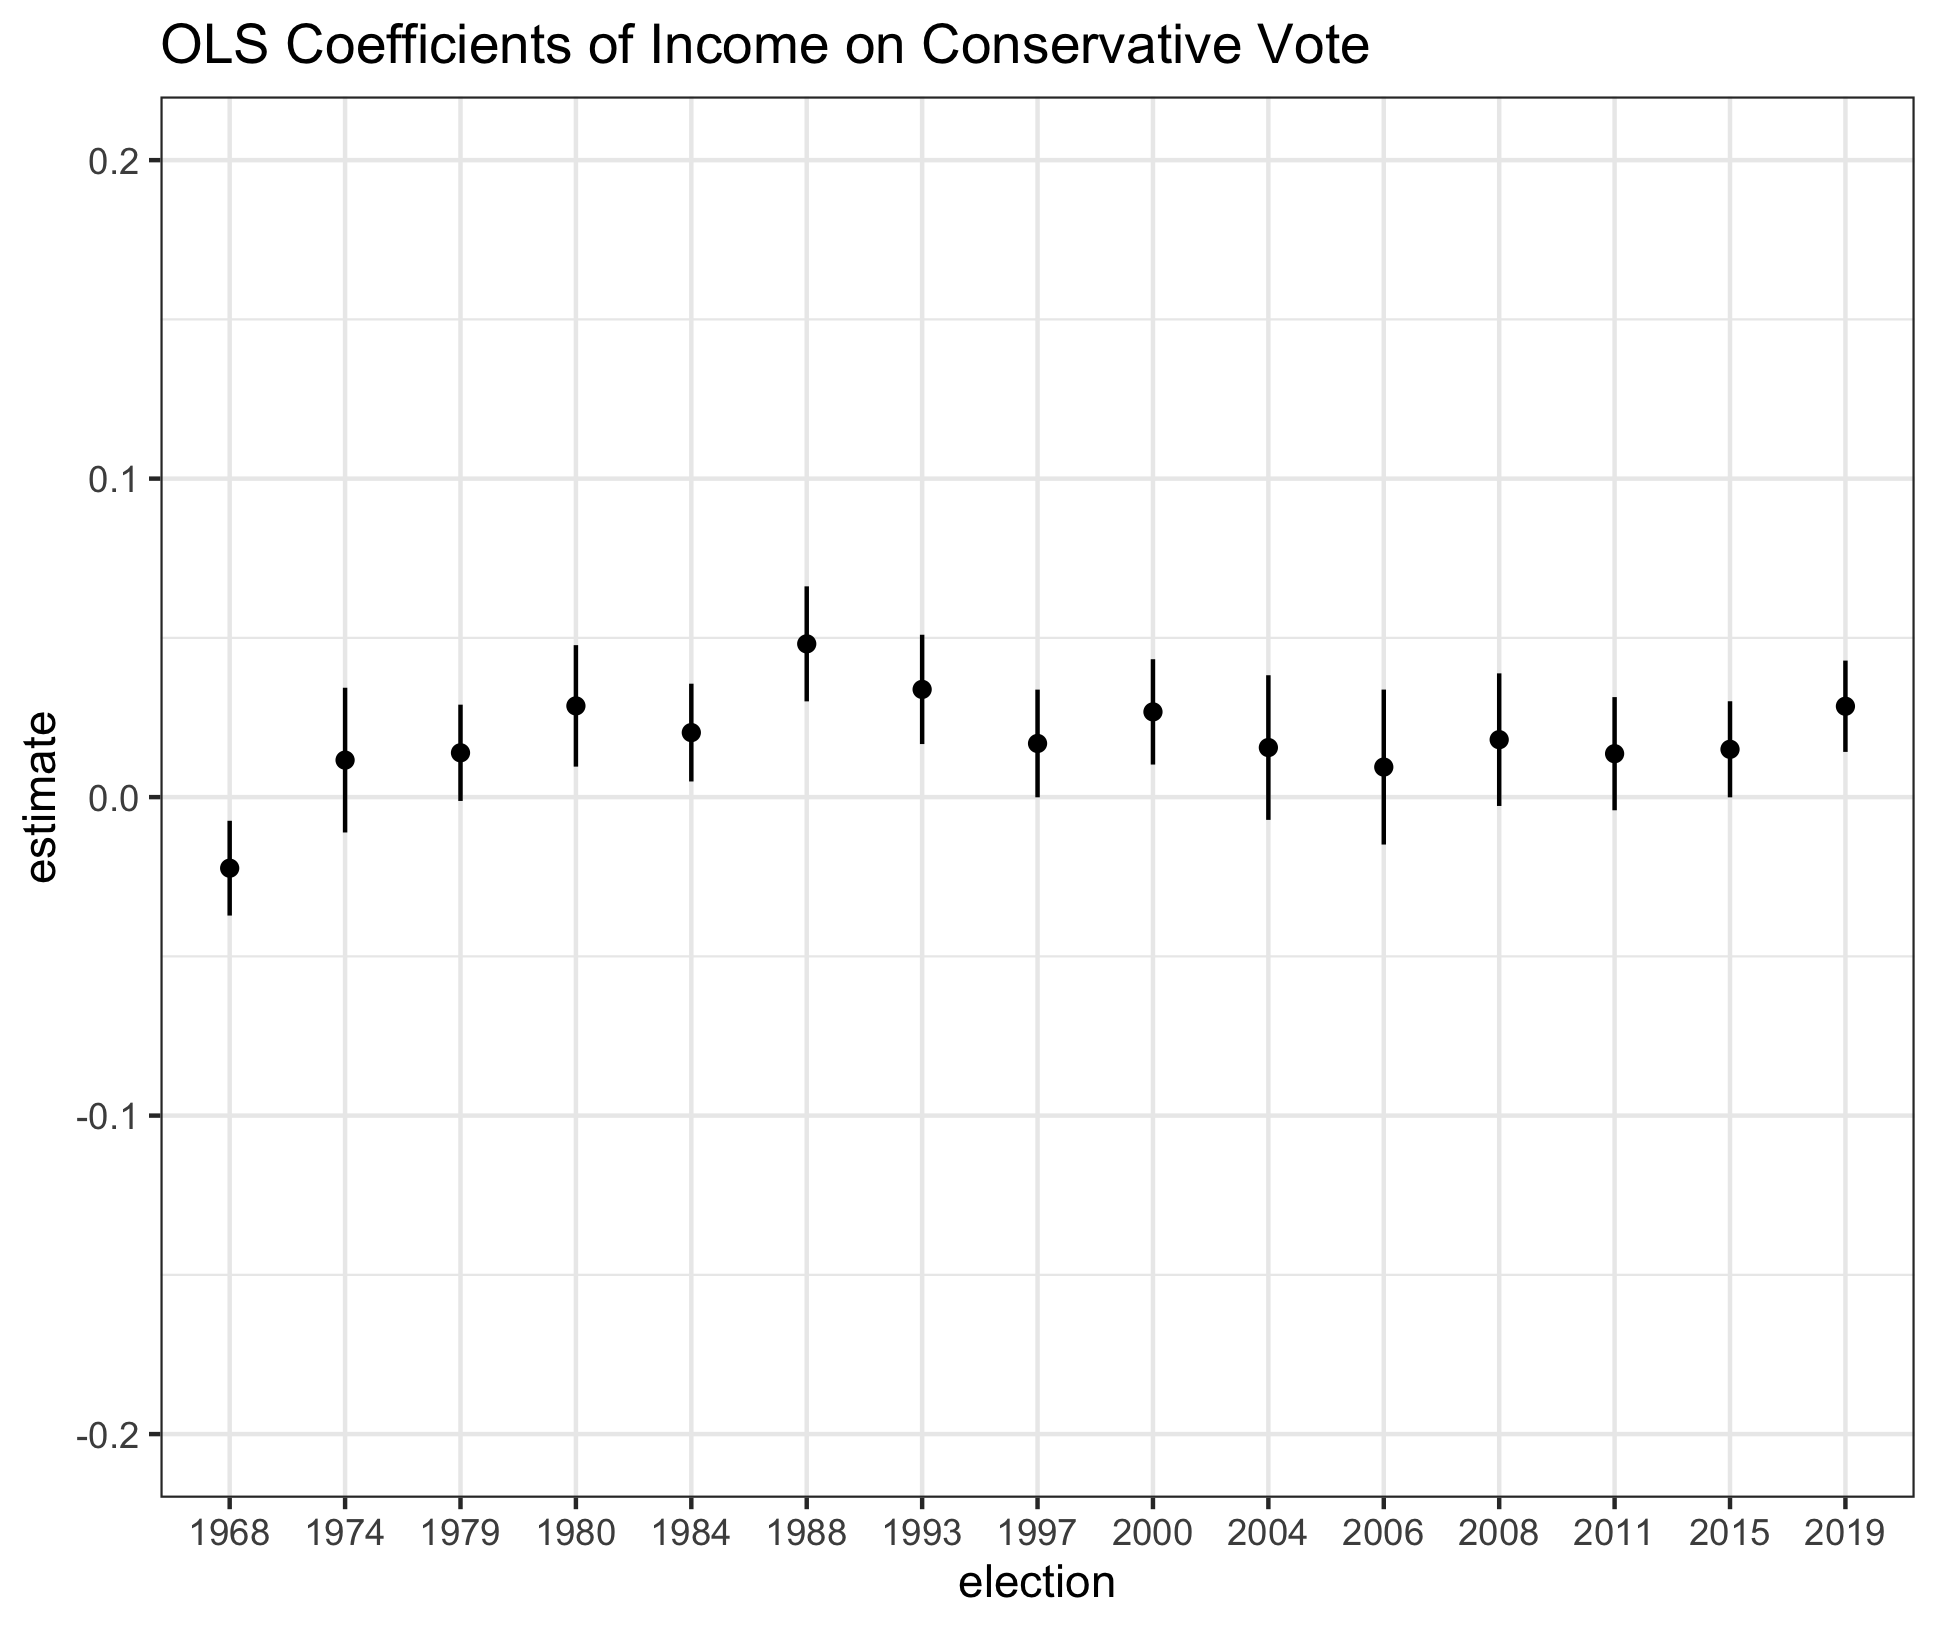 OLS Coefficients of Income on Conservative Vote
0.2
0.1
0.0
-0.1
-0.2
estimate
1968 1974 1979 1980 1984 1988 1993 1997 2000 2004 2006 2008 2011 2015 2019
election